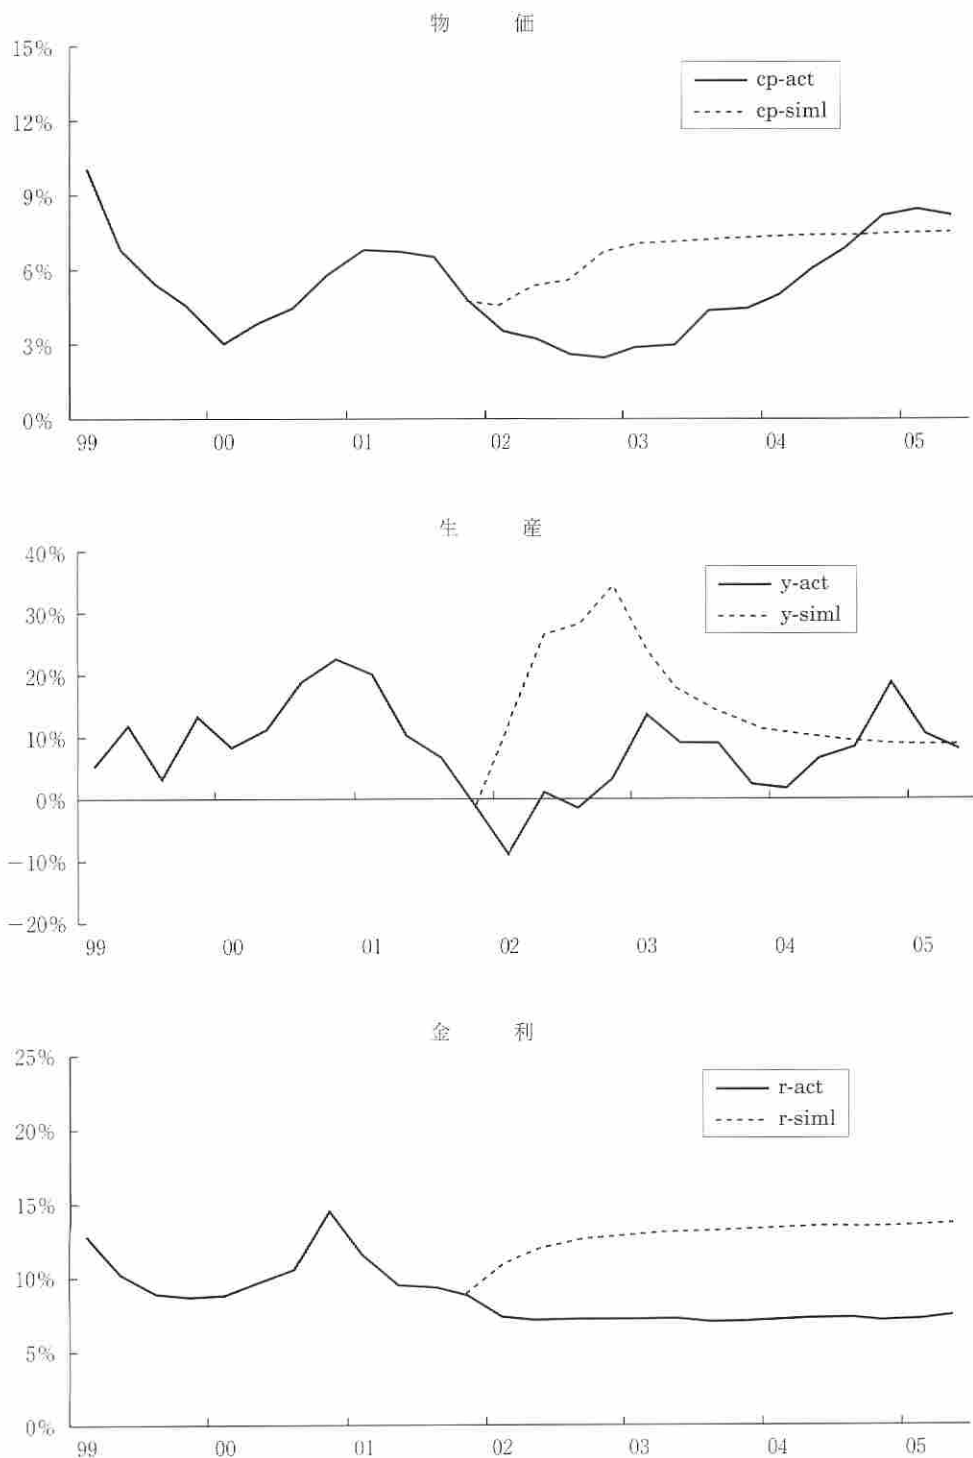 物 価
15%
12%
9%
6%
3%
0%
cp-act
cp-siml
99 00 01 02 03 04 05
生 産
40%
30%
20%
10%
0%
-10%
-20%
y-act
y-siml
99 00 01 02 03 04 05
金 利
25%
20%
15%
10%
5%
0%
r-act
r-siml
99 00 01 02 03 04 05